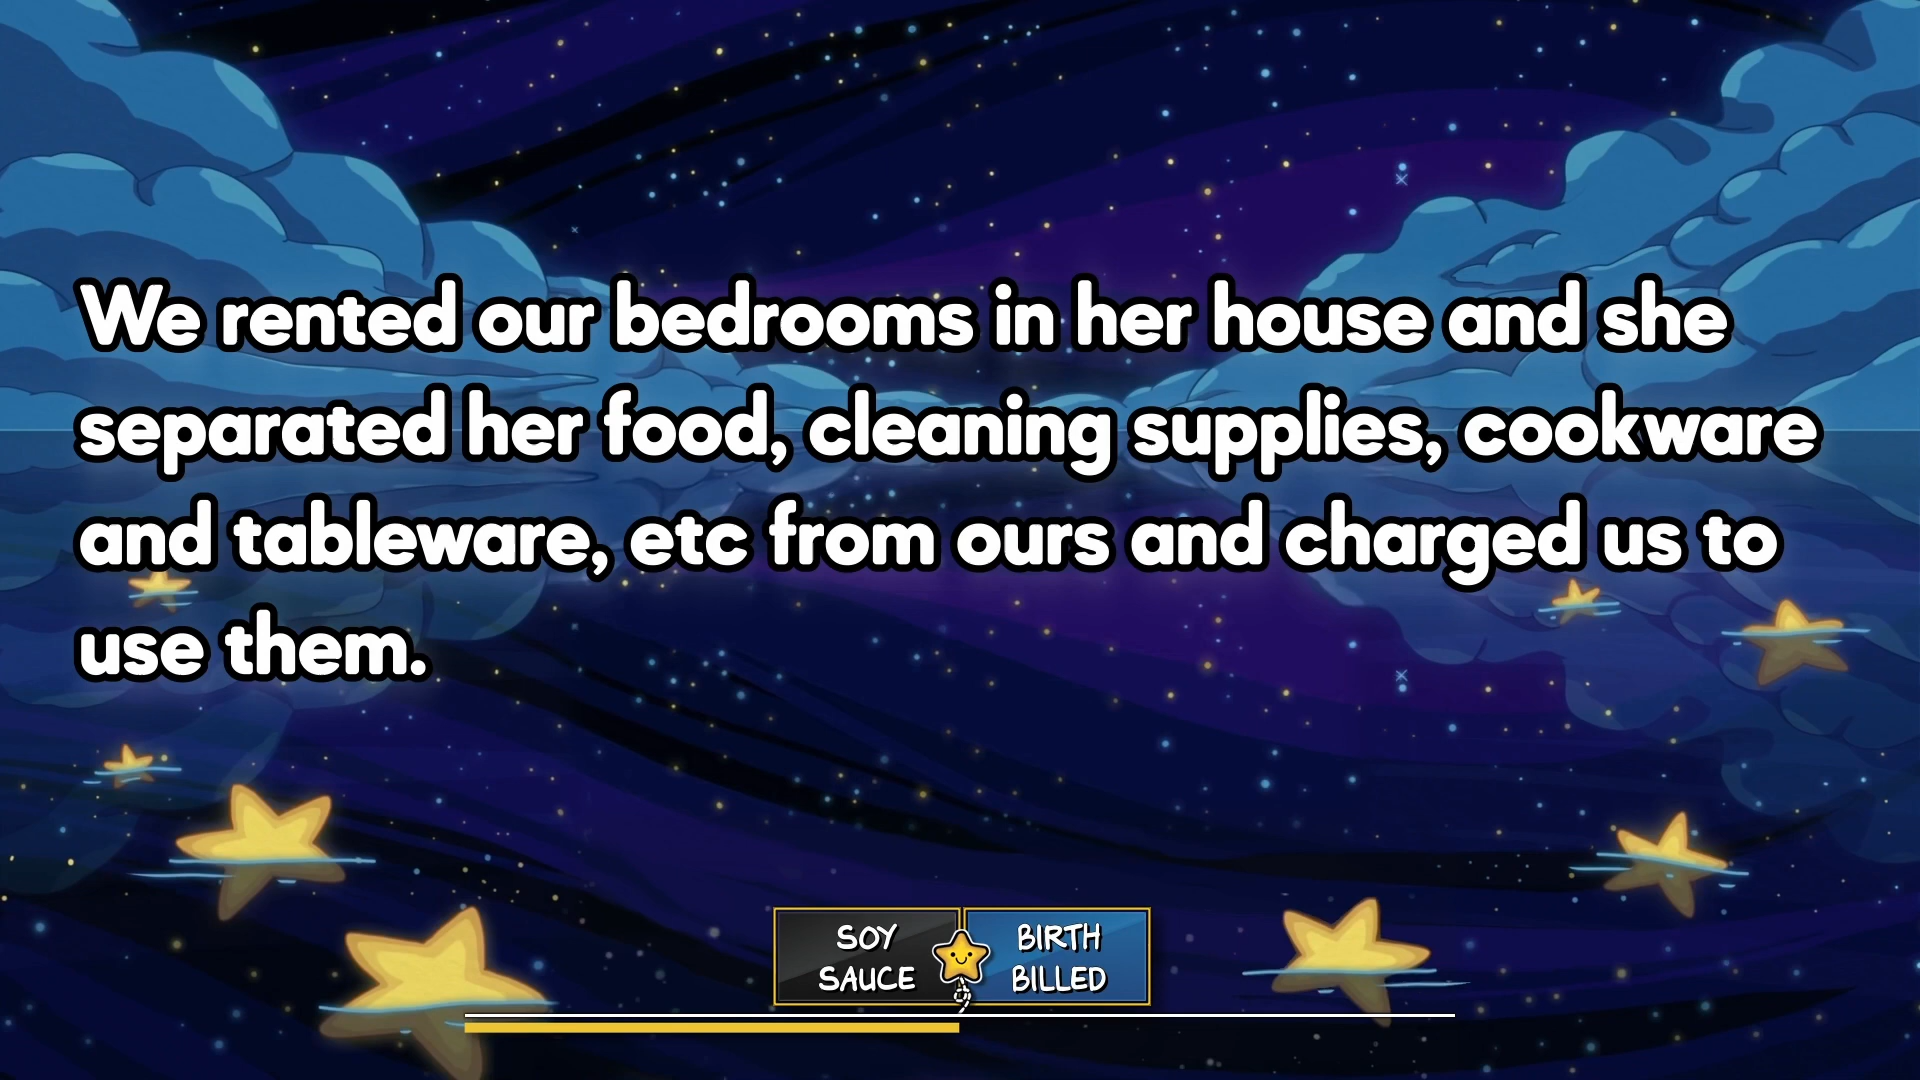 We rented our bedrooms in her house and she
separated her food, cleaning supplies, cookware
and tableware, etc from ours and charged us to
use them.
SOY
SAUCE
BIRTH
BILLED